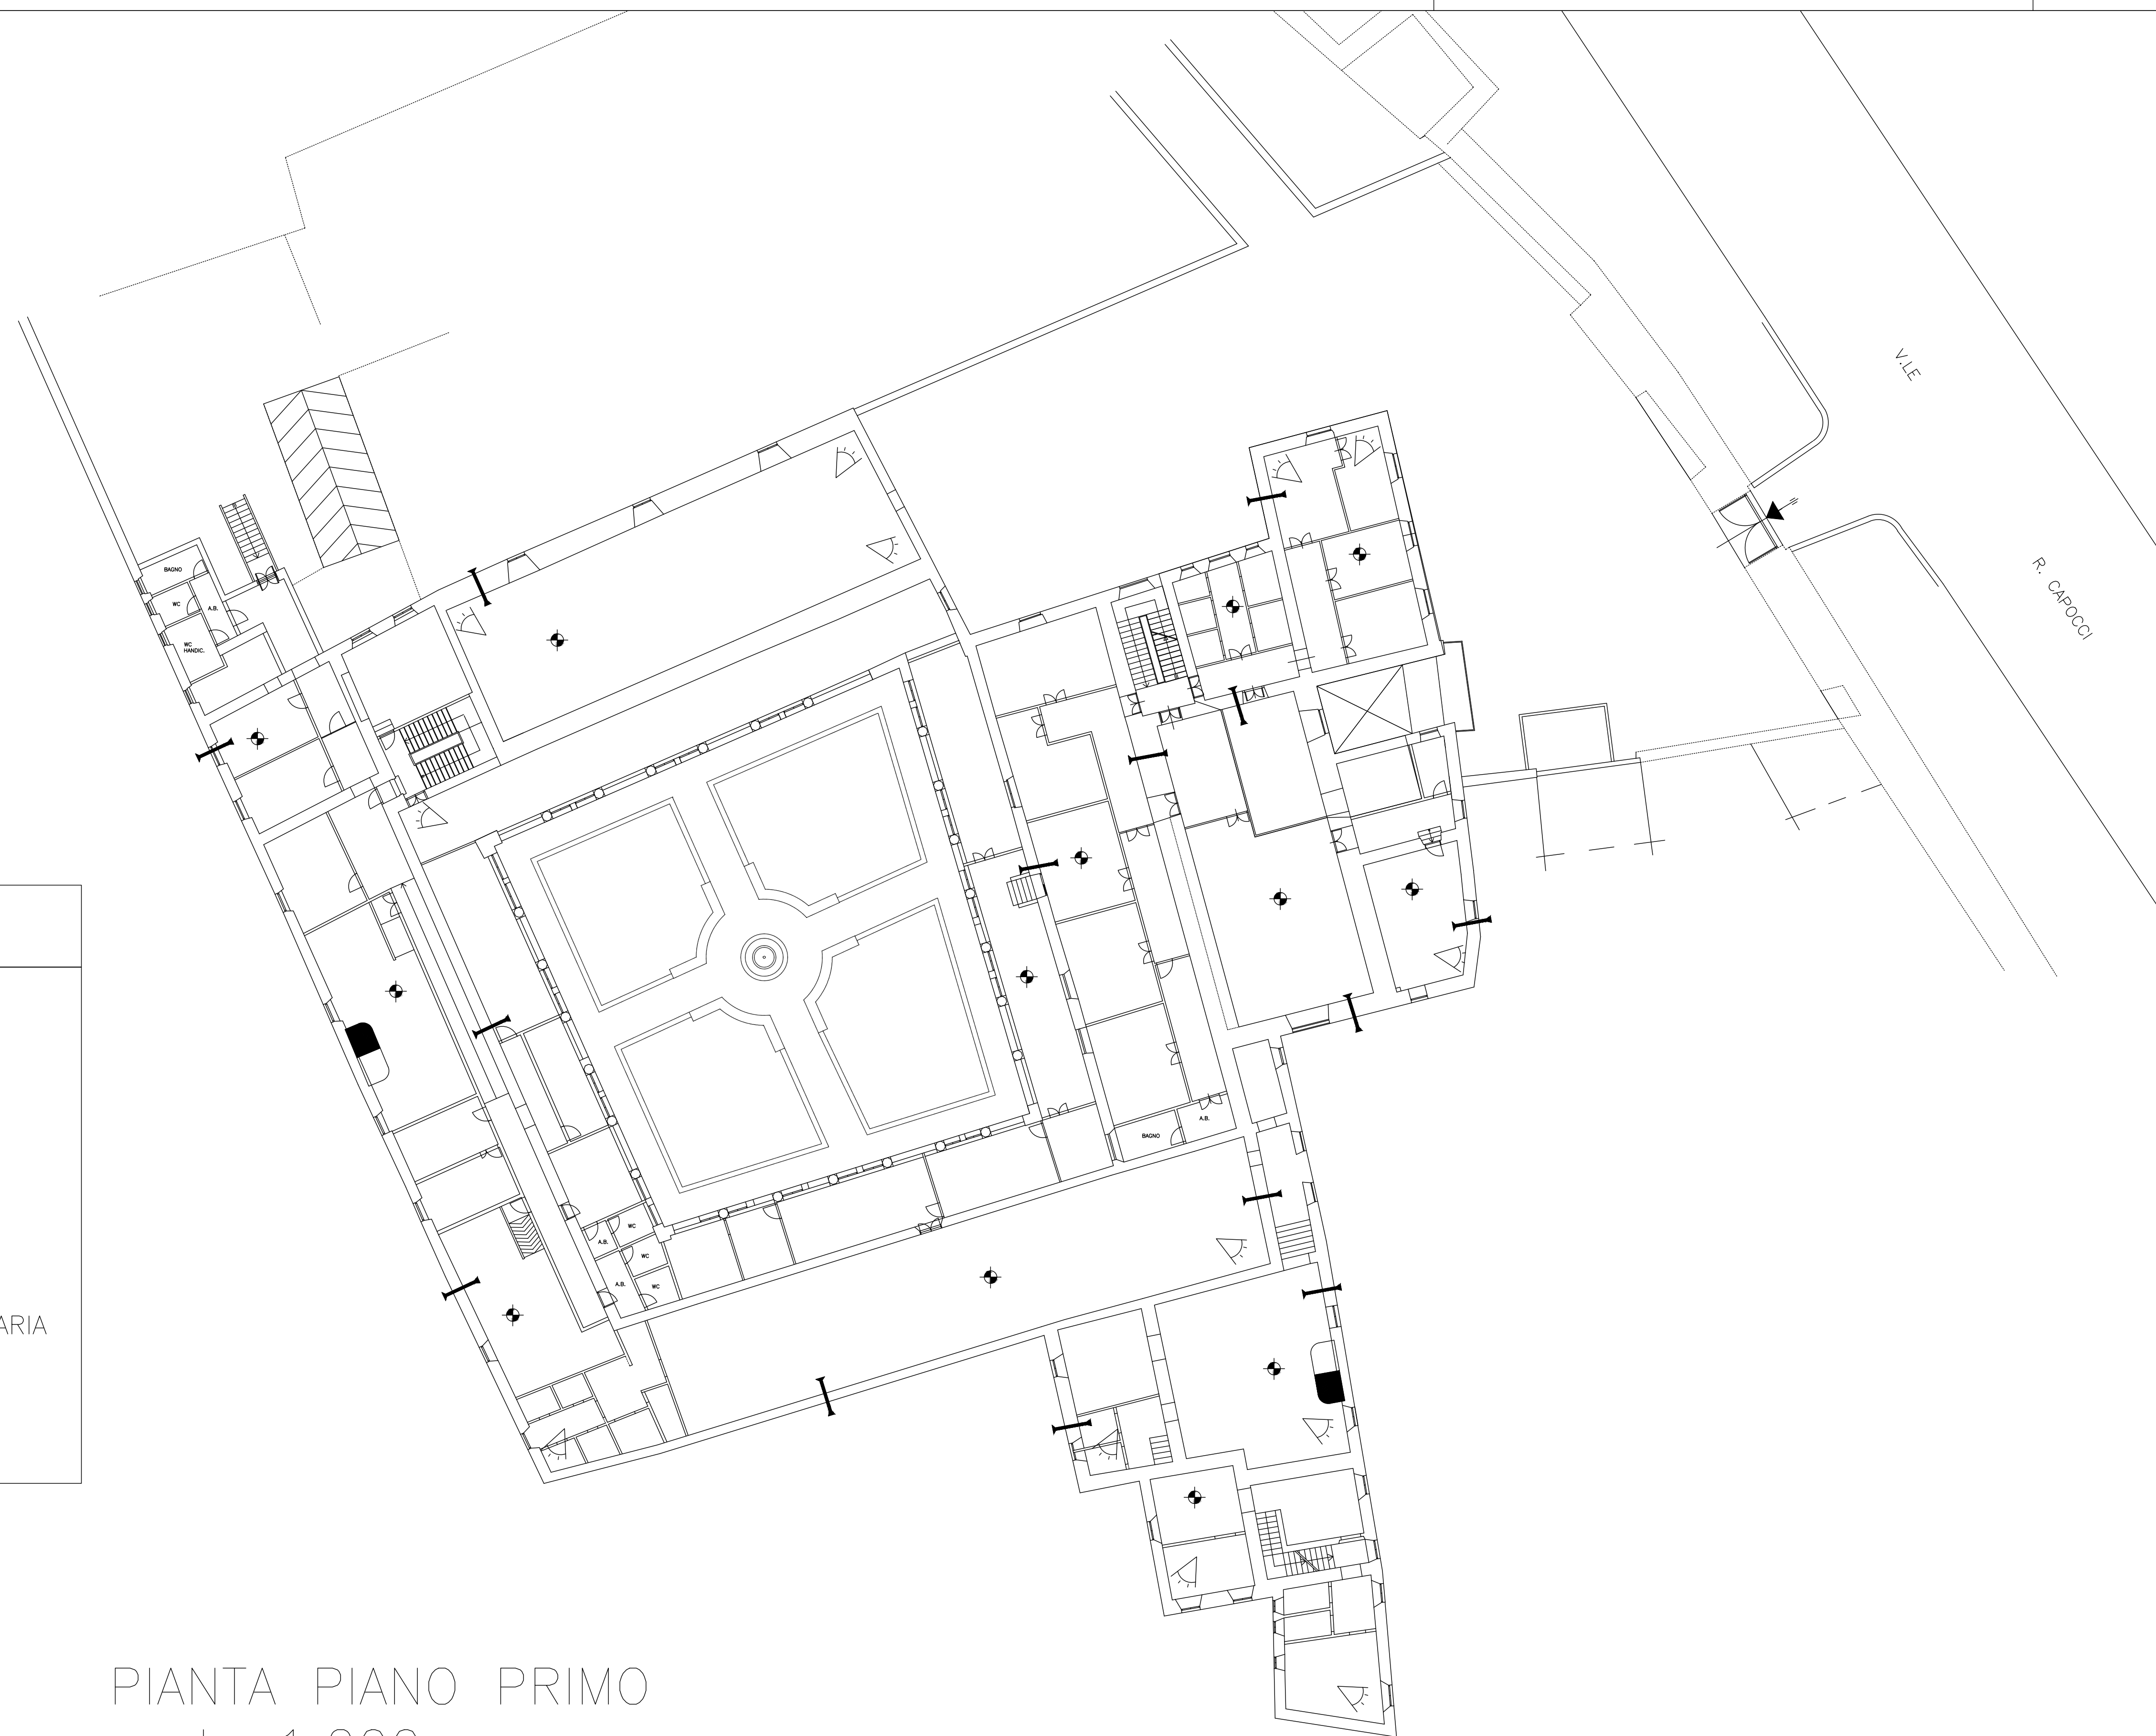 V.LE
R. CAPOCCI
BAGNO
WC
A.B.
WC
HANDIC.
BAGNO
A.B.
WC
A.B.
WC
A.B.
WC
ARIA
PIANTA PIANO PRIMO